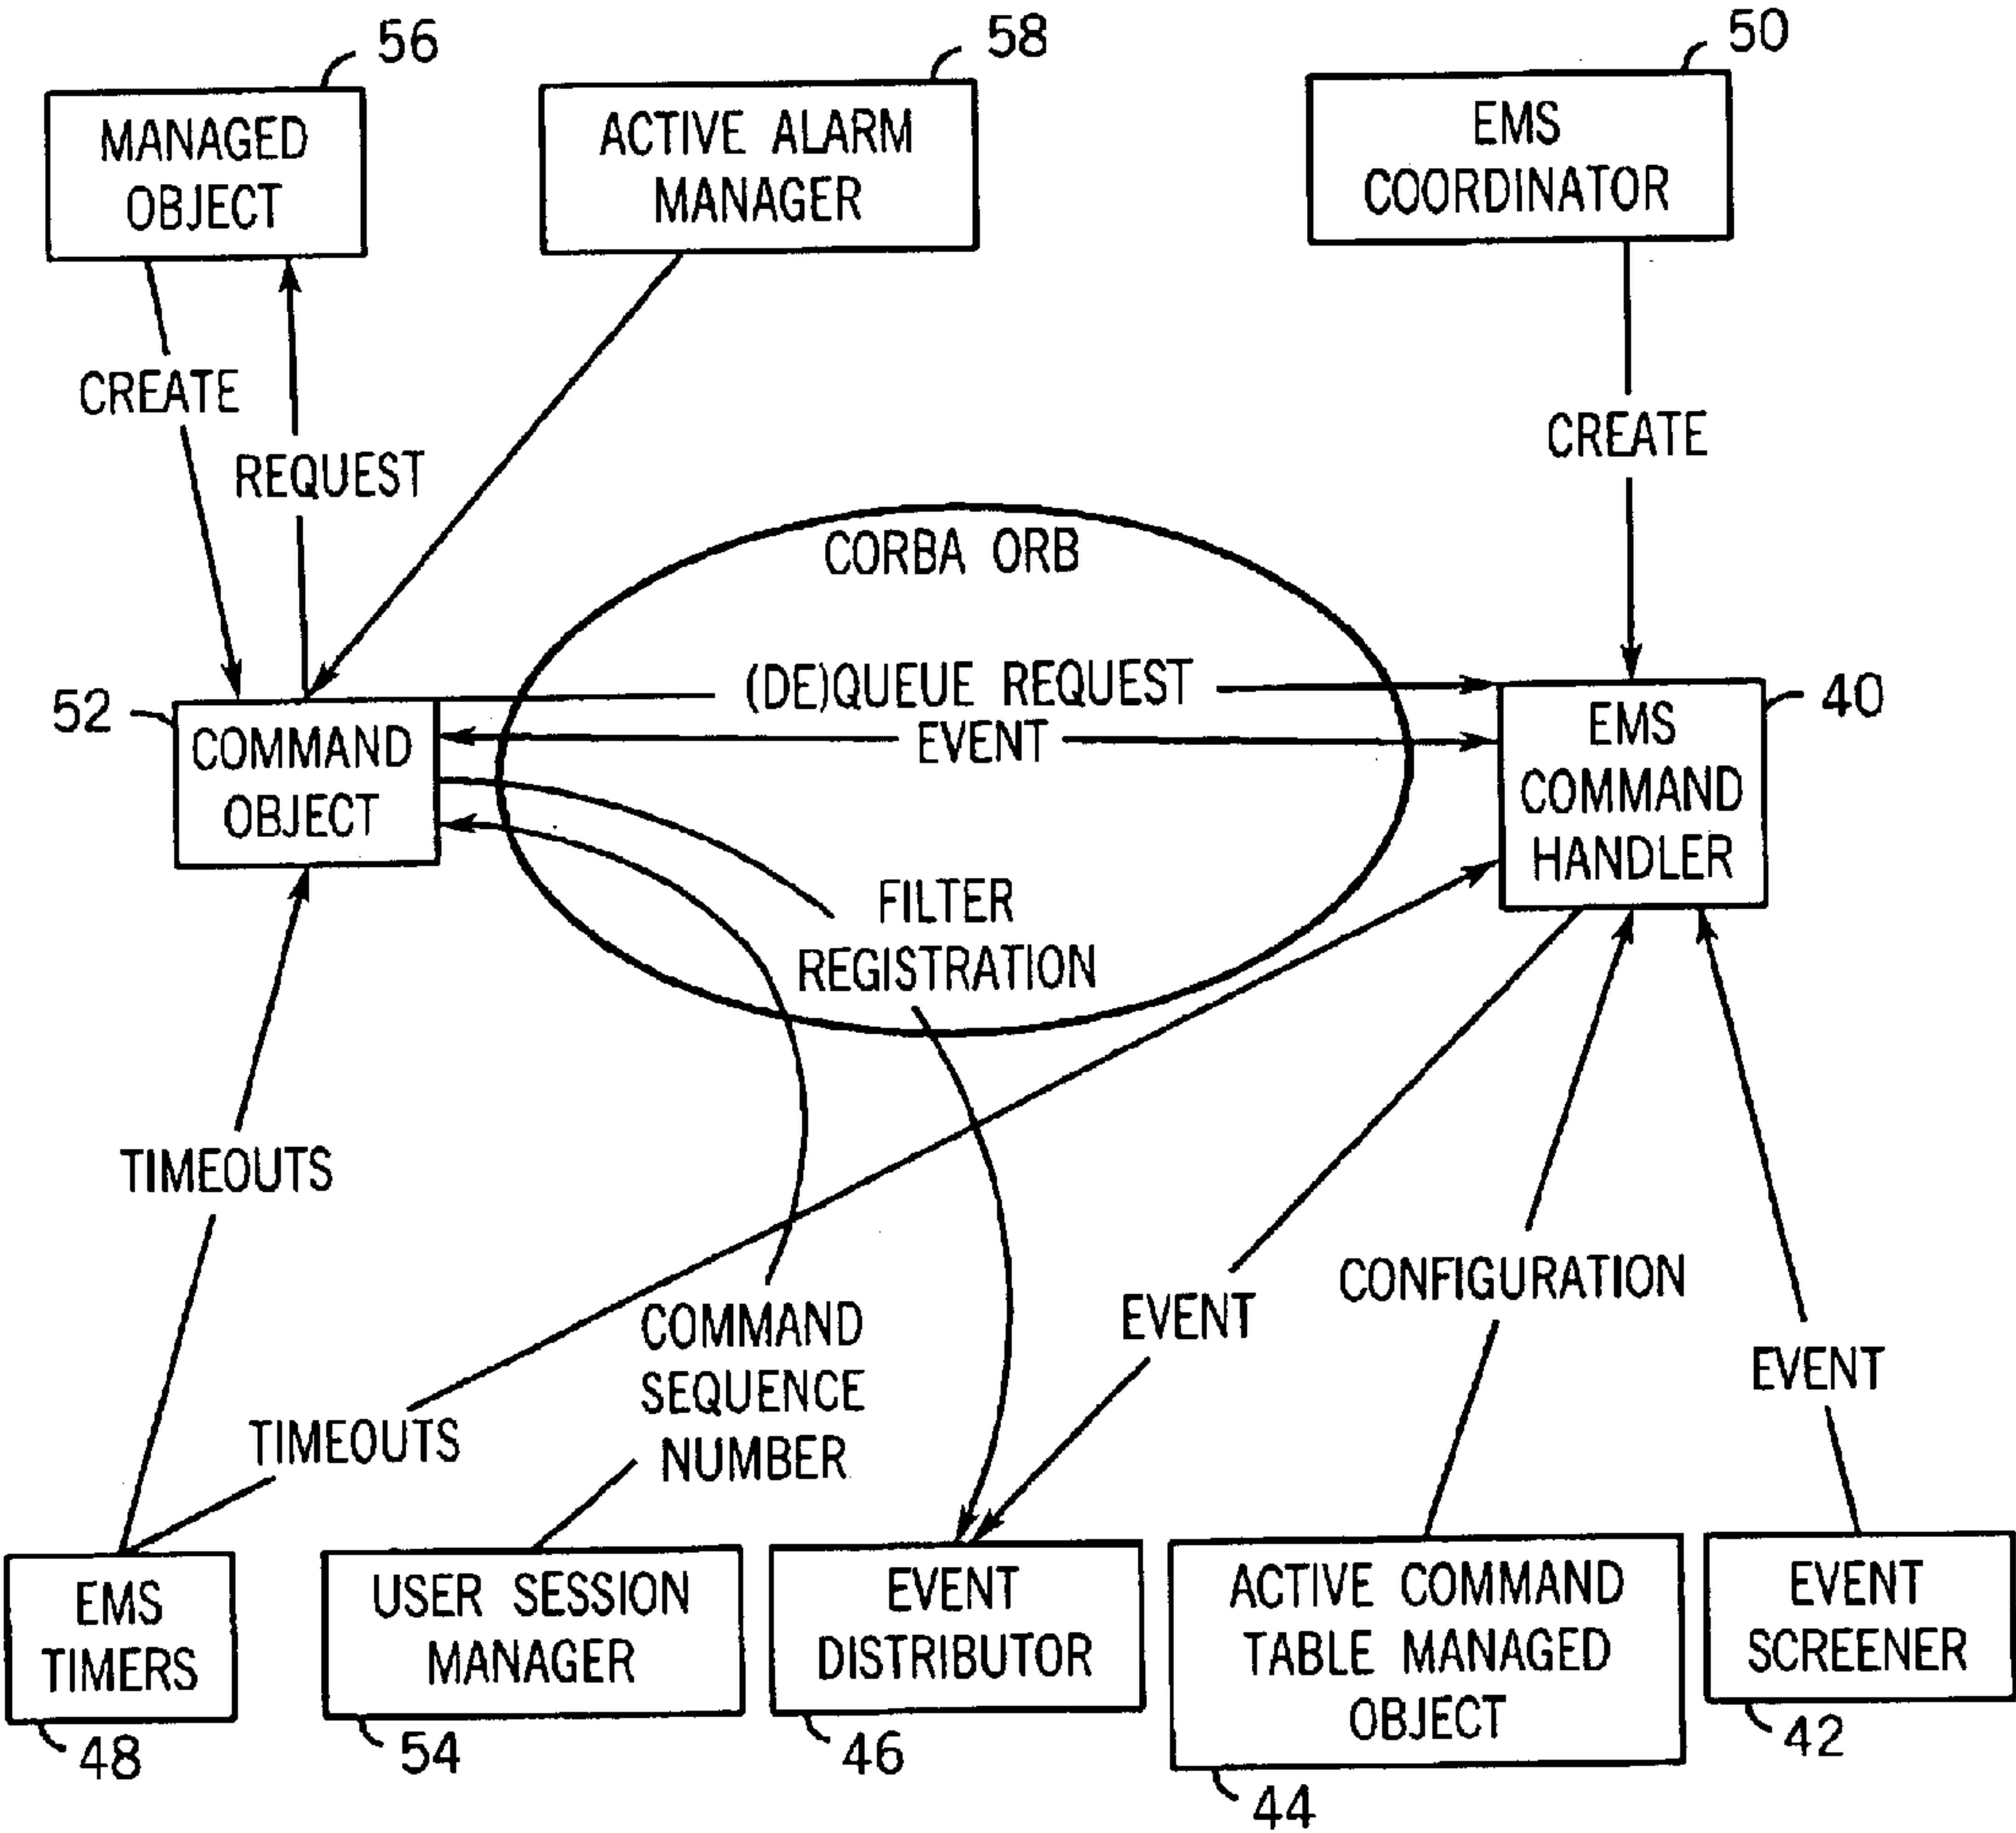 56
58
50
MANAGED
OBJECT
ACTIVE ALARM
MANAGER
EMS
COORDINATOR
CREATE
REQUEST
CREATE
CORBA ORB
(DE)QUEUE REQUEST
EVENT
52
COMMAND
OBJECT
40
EMS
COMMAND
HANDLER
FILTER
REGISTRATION
TIMEOUTS
TIMEOUTS
COMMAND
SEQUENCE
NUMBER
EVENT
CONFIGURATION
EVENT
EMS
TIMERS
48
USER SESSION
MANAGER
54
EVENT
DISTRIBUTOR
46
ACTIVE COMMAND
TABLE MANAGED
OBJECT
44
EVENT
SCREENER
42